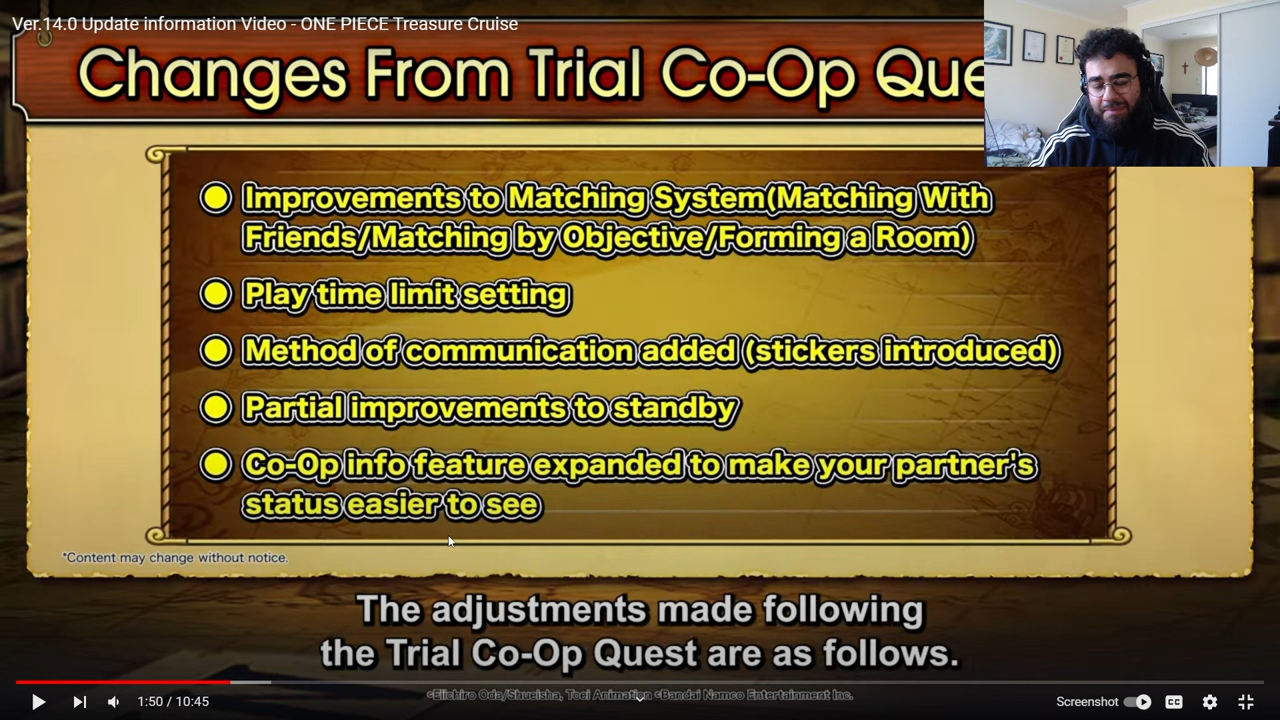 Ver.14.0 Update information Video - ONE PIECE Treasure Cruise
Changes From Trial Co-Op
Improvements to Matching System(Matching With
Friends/Matching by Objective/Forming a Room)
Play time limit setting
Method of communication added (stickers introduced)
Partial improvements to standby
Co-Op info feature expanded to make your partner's
status easier to see
*Content may change without notice.
The adjustments made following
the Trial Co-Op Quest are as follows.
©Eiichiro Oda/Shueisha, Toei Animation ©Bandai Namco Entertainment Inc.
1:50 / 10:45
Screenshot
CC